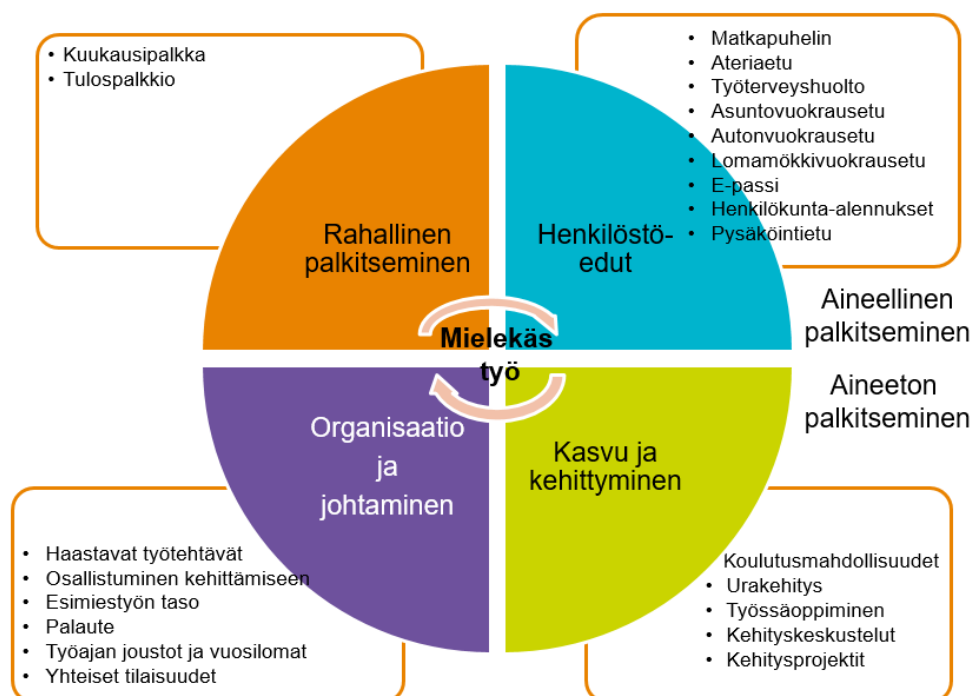 • Kuukausipalkka
• Tulospalkkio
• Matkapuhelin
• Ateriaetu
• Työterveyshuolto
• Asuntovuokrausetu
• Autonvuokrausetu
• Lomamökkivuokrausetu
• E-passi
• Henkilökunta-alennukset
• Pysäköintietu
Rahallinen
palkitseminen
Henkilöstö-
edut
Aineellinen
palkitseminen
Mielekäs
työ
Aineeton
palkitseminen
Organisaatio
ja
johtaminen
Kasvu ja
kehittyminen
• Haastavat työtehtävät
• Osallistuminen kehittämiseen
• Esimiestyön taso
• Palaute
• Työajan joustot ja vuosilomat
• Yhteiset tilaisuudet
Koulutusmahdollisuudet
• Urakehitys
• Työssäoppiminen
• Kehityskeskustelut
• Kehitysprojektit